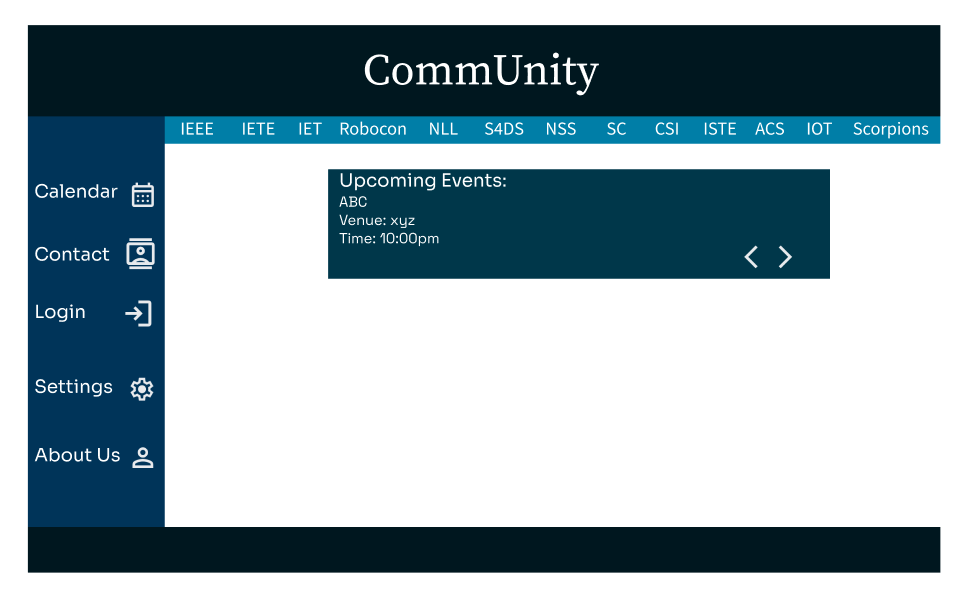 CommUnity
IEEE IETE IET Robocon NLL S4DS NSS SC CSI ISTE ACS IOT Scorpions
Calendar
Contact
Login
Settings
About Us
Upcoming Events:
ABC
Venue: xyz
Time: 10:00pm